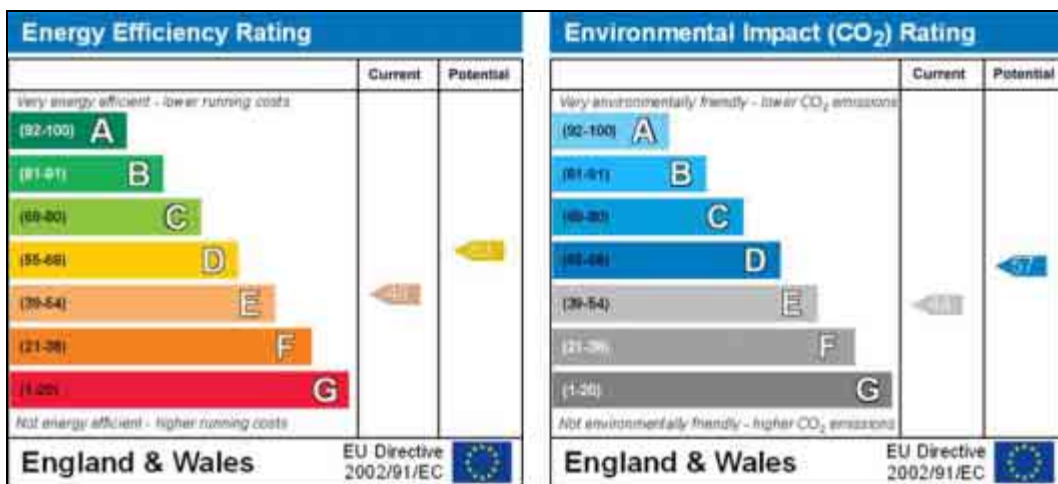 Energy Efficiency Rating
Current Potential
Very energy efficient - lower running costs
(92-100) A
(81-91) B
(69-80) C
(55-68) D
(39-54) E
(21-38) F
(1-20) G
Not energy efficient - higher running costs
England & Wales
EU Directive
2002/91/EC
Environmental Impact (CO₂) Rating
Current Potential
Very environmentally friendly - lower CO₂ emissions
(92-100) A
(81-91) B
(69-80) C
(55-68) D
57
(39-54) E
(21-38) F
(1-20) G
Not environmentally friendly - higher CO₂ emissions
England & Wales
EU Directive
2002/91/EC